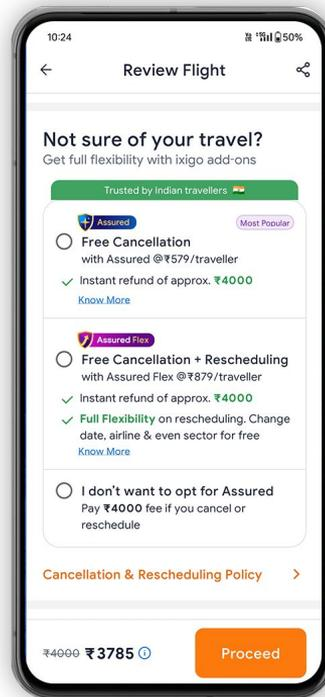 10:24
50%
Review Flight
Not sure of your travel?
Get full flexibility with ixigo add-ons
Trusted by Indian travellers 🇮🇳
Assured
Most Popular
Free Cancellation
with Assured @₹579/traveller
Instant refund of approx. ₹4000
Know More
Assured Flex
Free Cancellation + Rescheduling
with Assured Flex @₹879/traveller
Instant refund of approx. ₹4000
Full Flexibility on rescheduling. Change
date, airline & even sector for free
Know More
I don't want to opt for Assured
Pay ₹4000 fee if you cancel or
reschedule
Cancellation & Rescheduling Policy
₹4000 ₹3785
Proceed